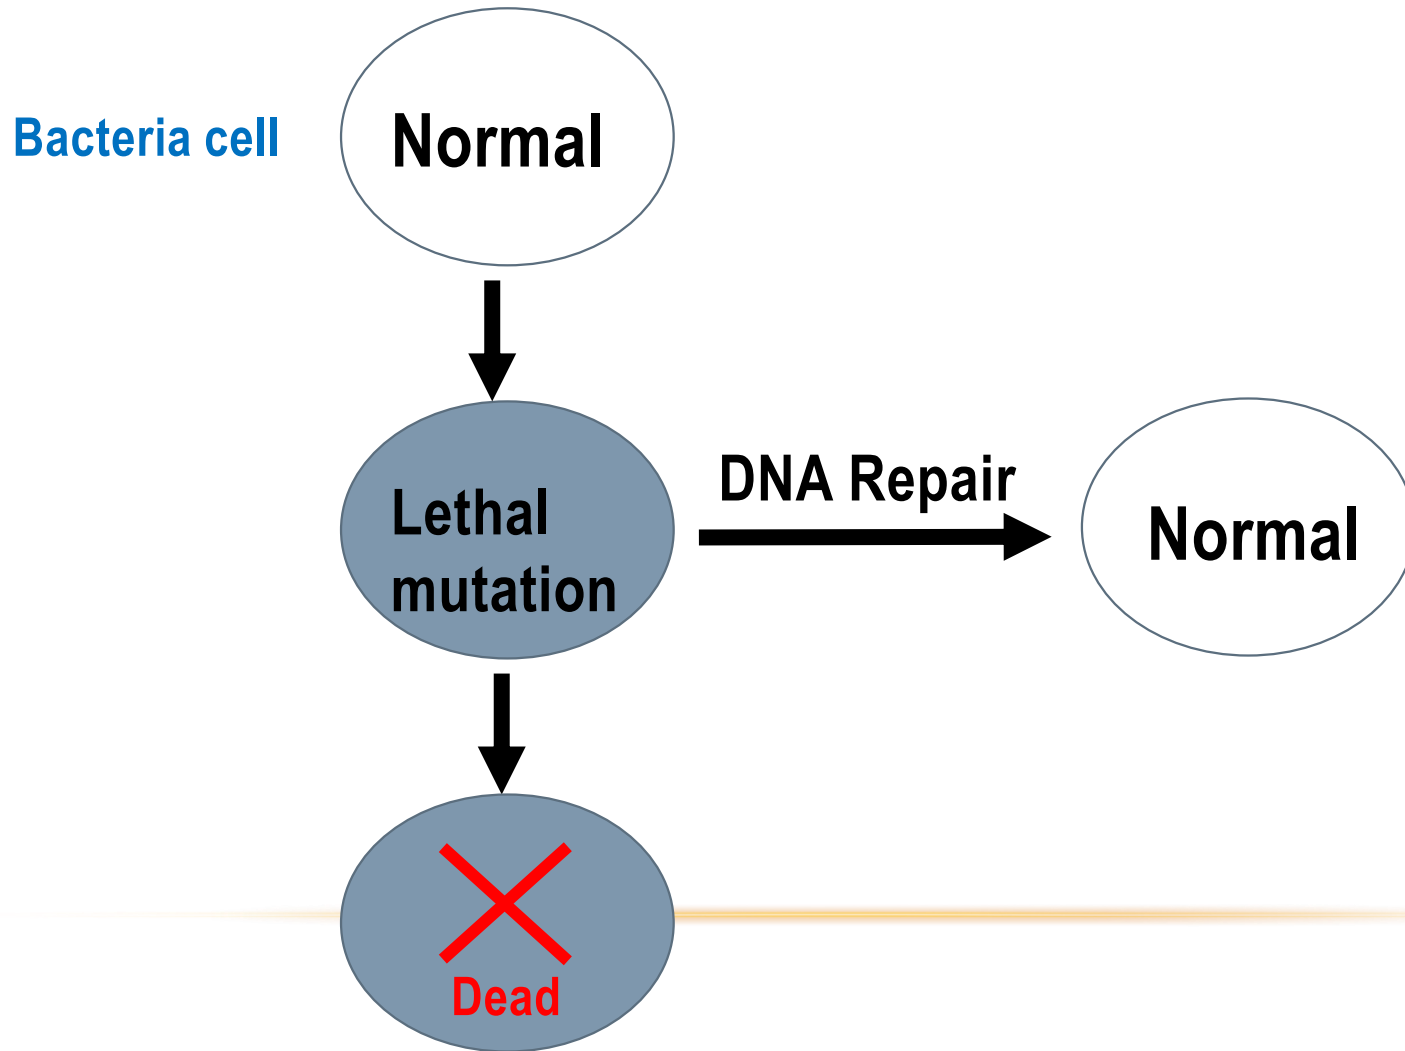 Bacteria cell
Normal
Lethal
mutation
DNA Repair
Normal
Dead